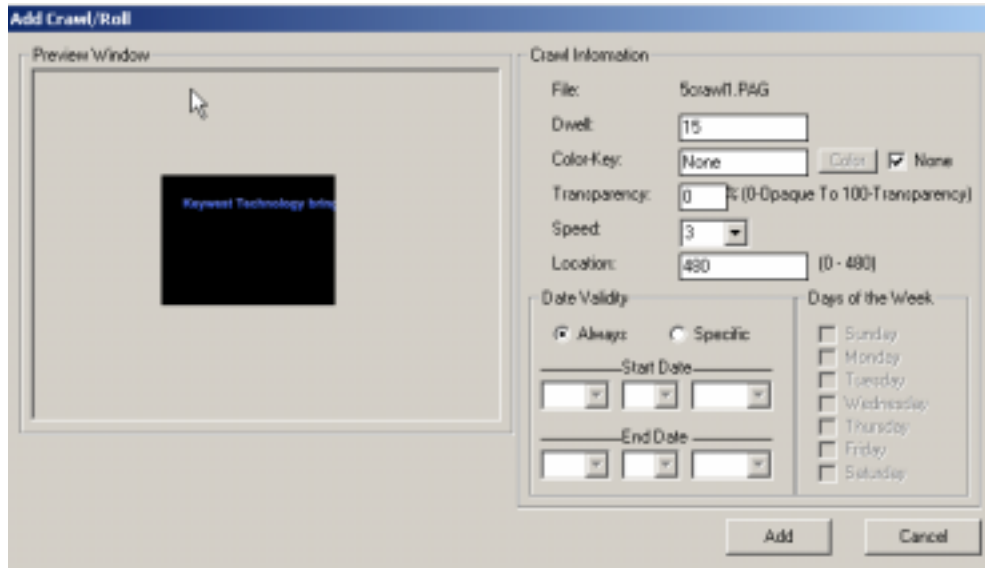 Add Crawl/Roll
Preview Window
Keywest Technology bring
Crawl Information
File: 5crawl1.PAG
Dwell: 15
Color-Key: None Color None
Transparency: 0 % (0-Opaque To 100-Transparency)
Speed: 3
Location: 480 (0 - 480)
Date Validity
Always Specific
Start Date
End Date
Days of the Week
Sunday
Monday
Tuesday
Wednesday
Thursday
Friday
Saturday
Add Cancel